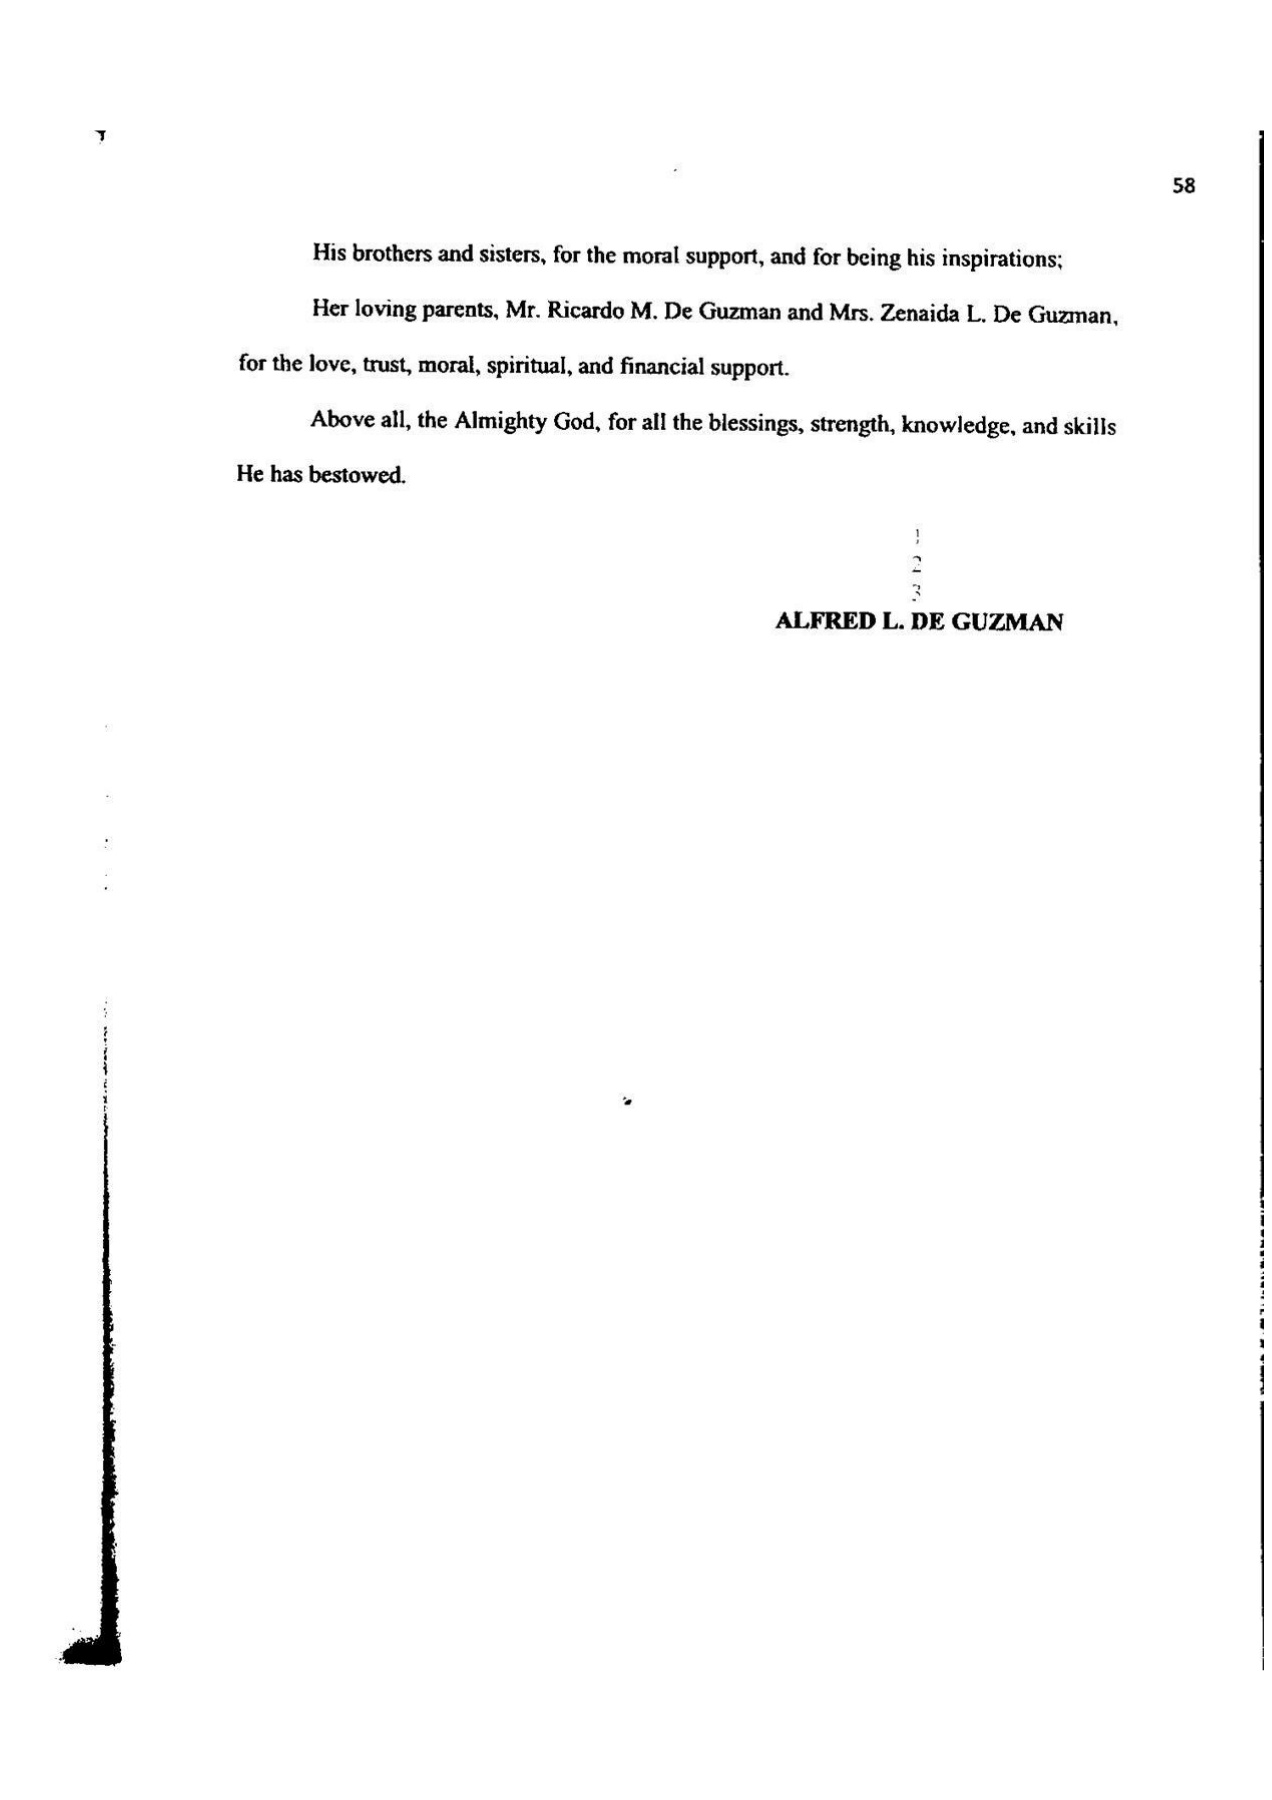 58
His brothers and sisters, for the moral support, and for being his inspirations;
Her loving parents, Mr. Ricardo M. De Guzman and Mrs. Zenaida L. De Guzman,
for the love, trust, moral, spiritual, and financial support.
Above all, the Almighty God, for all the blessings, strength, knowledge, and skills
He has bestowed.
1
2
3
ALFRED L. DE GUZMAN